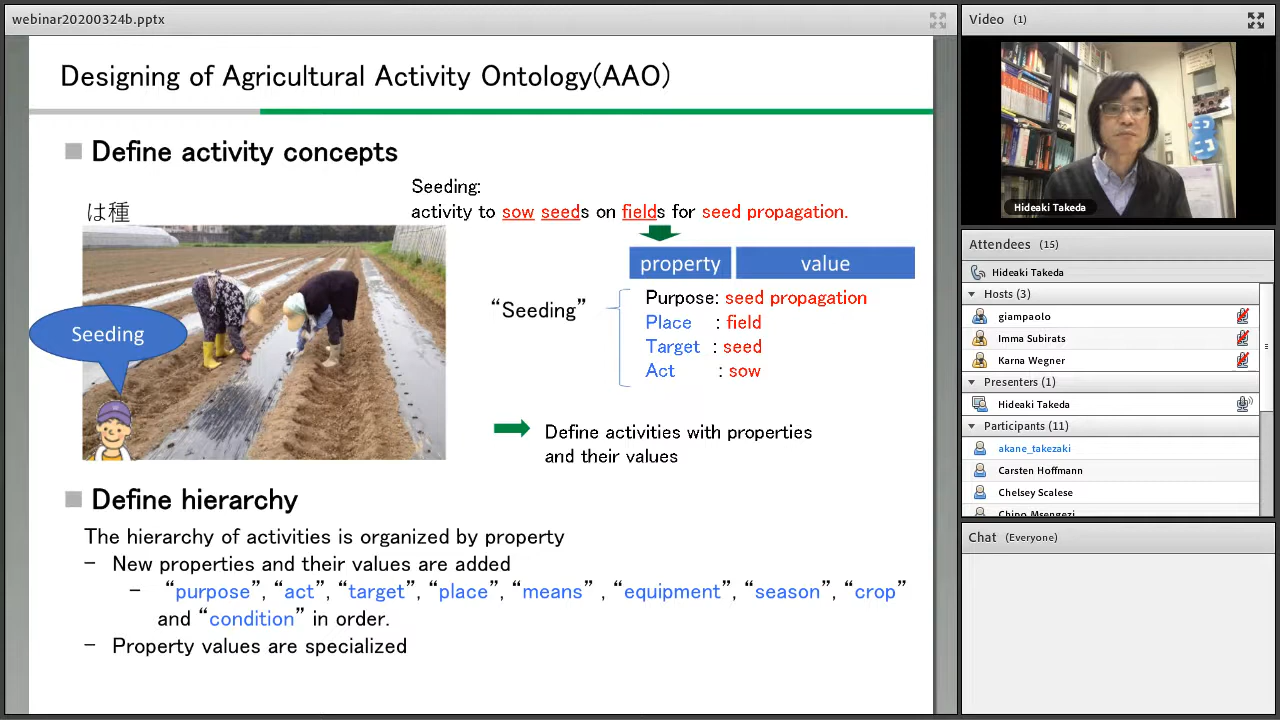 webinar20200324b.pptx
Designing of Agricultural Activity Ontology(AAO)
Define activity concepts
は種
Seeding:
activity to sow seeds on fields for seed propagation.
property value
Seeding
“Seeding”
Purpose: seed propagation
Place : field
Target : seed
Act : sow
Define activities with properties
and their values
Define hierarchy
The hierarchy of activities is organized by property
- New properties and their values are added
- “purpose”, “act”, “target”, “place”, “means” , “equipment”, “season”, “crop”
and “condition” in order.
- Property values are specialized
Video (1)
Hideaki Takeda
Attendees (15)
Hideaki Takeda
Hosts (3)
giampaolo
Imma Subirats
Karna Wegner
Presenters (1)
Hideaki Takeda
Participants (11)
akane_takezaki
Carsten Hoffmann
Chelsey Scalese
Chipo Msengezi
Chat (Everyone)